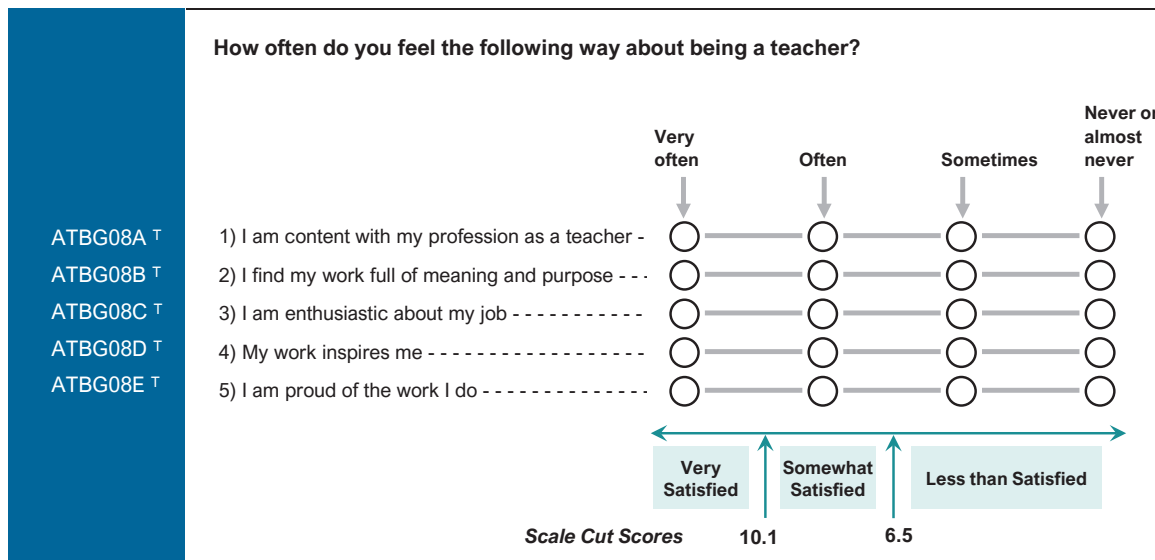 How often do you feel the following way about being a teacher?
Very often
Often
Sometimes
Never or almost never
ATBG08A ᵀ 1) I am content with my profession as a teacher -
ATBG08B ᵀ 2) I find my work full of meaning and purpose - - -
ATBG08C ᵀ 3) I am enthusiastic about my job - - - - - - - - - - -
ATBG08D ᵀ 4) My work inspires me - - - - - - - - - - - - - - - - - -
ATBG08E ᵀ 5) I am proud of the work I do - - - - - - - - - - - - - -
Very Satisfied
Somewhat Satisfied
Less than Satisfied
Scale Cut Scores 10.1 6.5